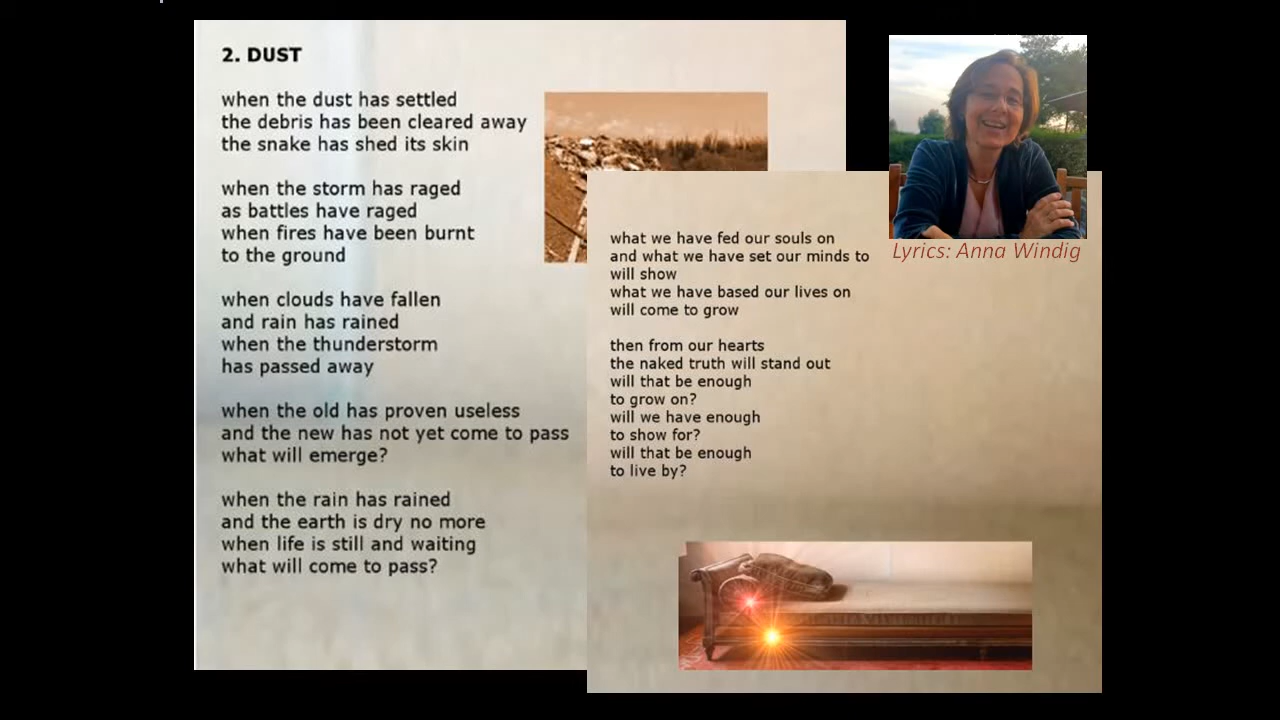 2. DUST
when the dust has settled
the debris has been cleared away
the snake has shed its skin
when the storm has raged
as battles have raged
when fires have been burnt
to the ground
when clouds have fallen
and rain has rained
when the thunderstorm
has passed away
when the old has proven useless
and the new has not yet come to pass
what will emerge?
when the rain has rained
and the earth is dry no more
when life is still and waiting
what will come to pass?
what we have fed our souls on
and what we have set our minds to
will show
what we have based our lives on
will come to grow
then from our hearts
the naked truth will stand out
will that be enough
to grow on?
will we have enough
to show for?
will that be enough
to live by?
Lyrics: Anna Windig